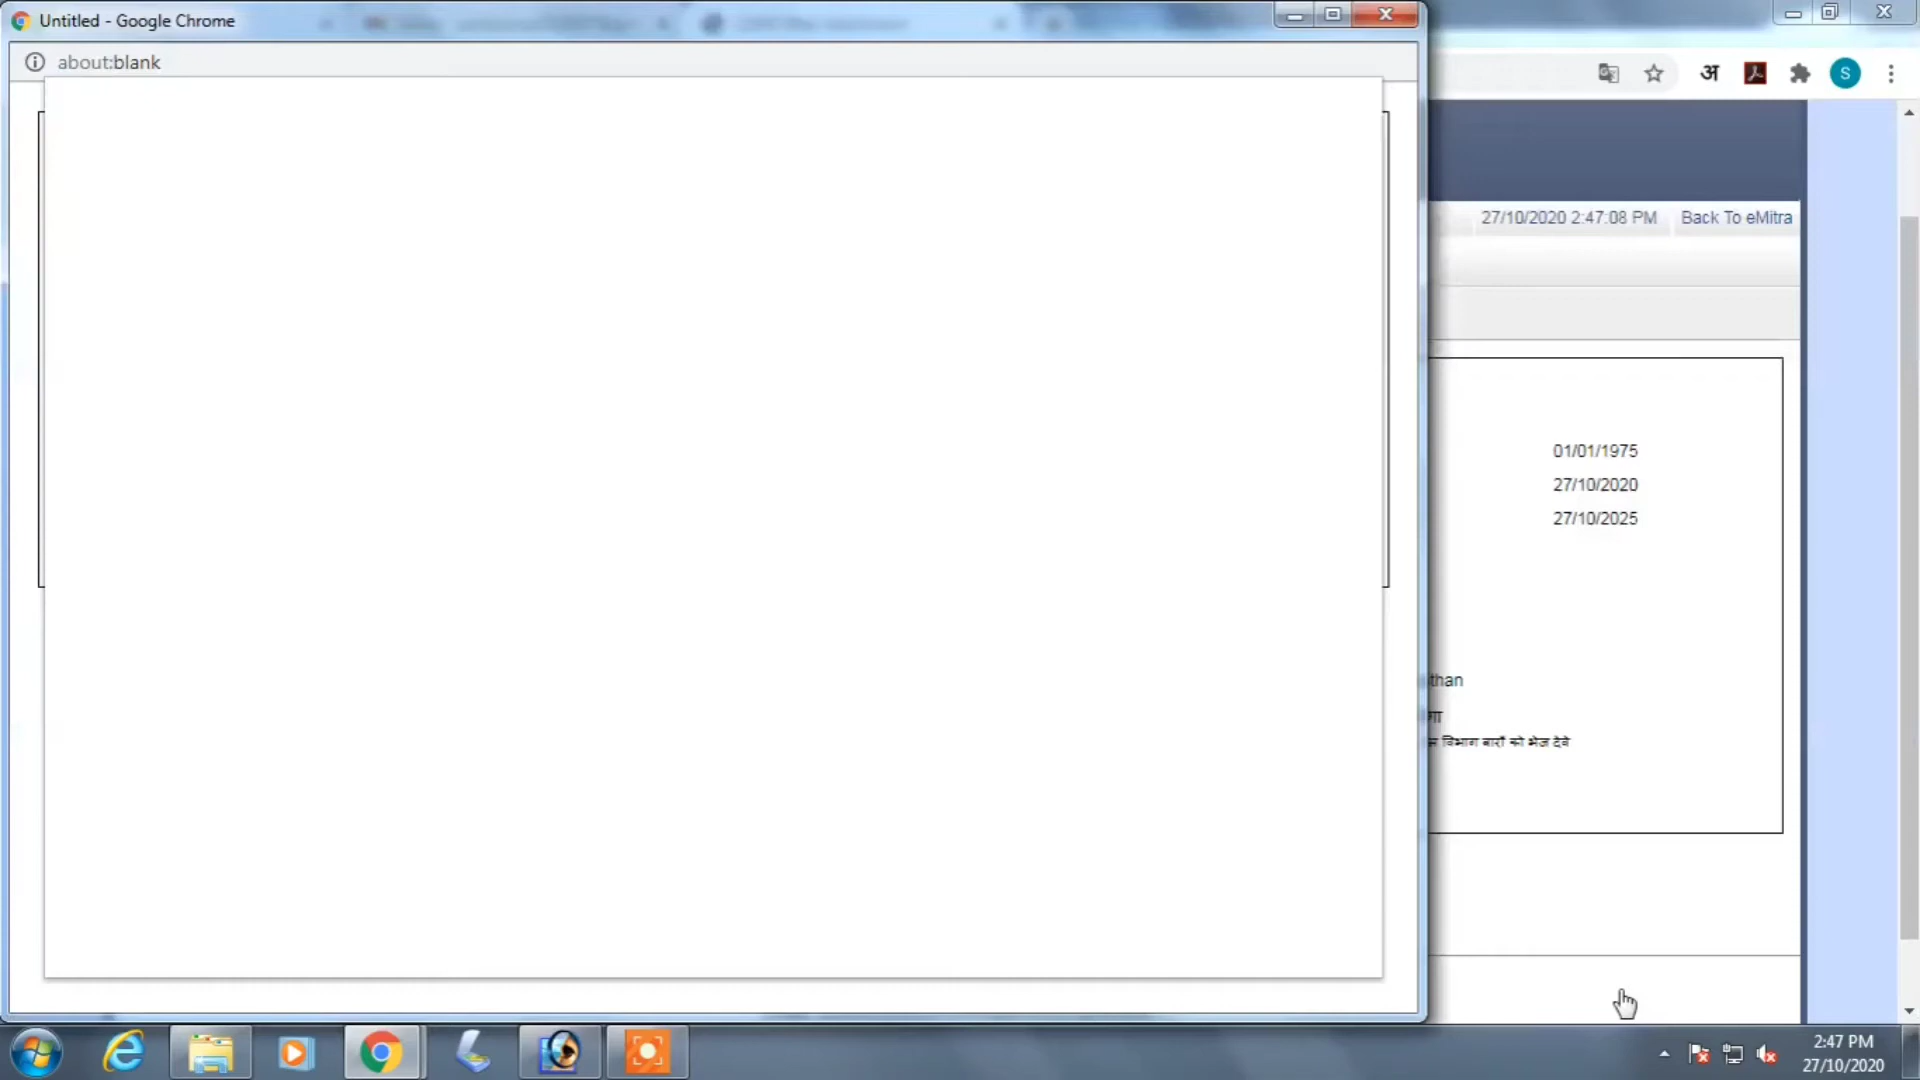 Untitled - Google Chrome
about:blank
अ
S
27/10/2020 2:47:08 PM
Back To eMitra
01/01/1975
27/10/2020
27/10/2025
than
विभाग बारों को भेज देवे
2:47 PM
27/10/2020